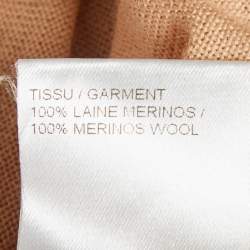 TISSU / GARMENT
100% LAINE MERINOS /
100% MERINOS WOOL